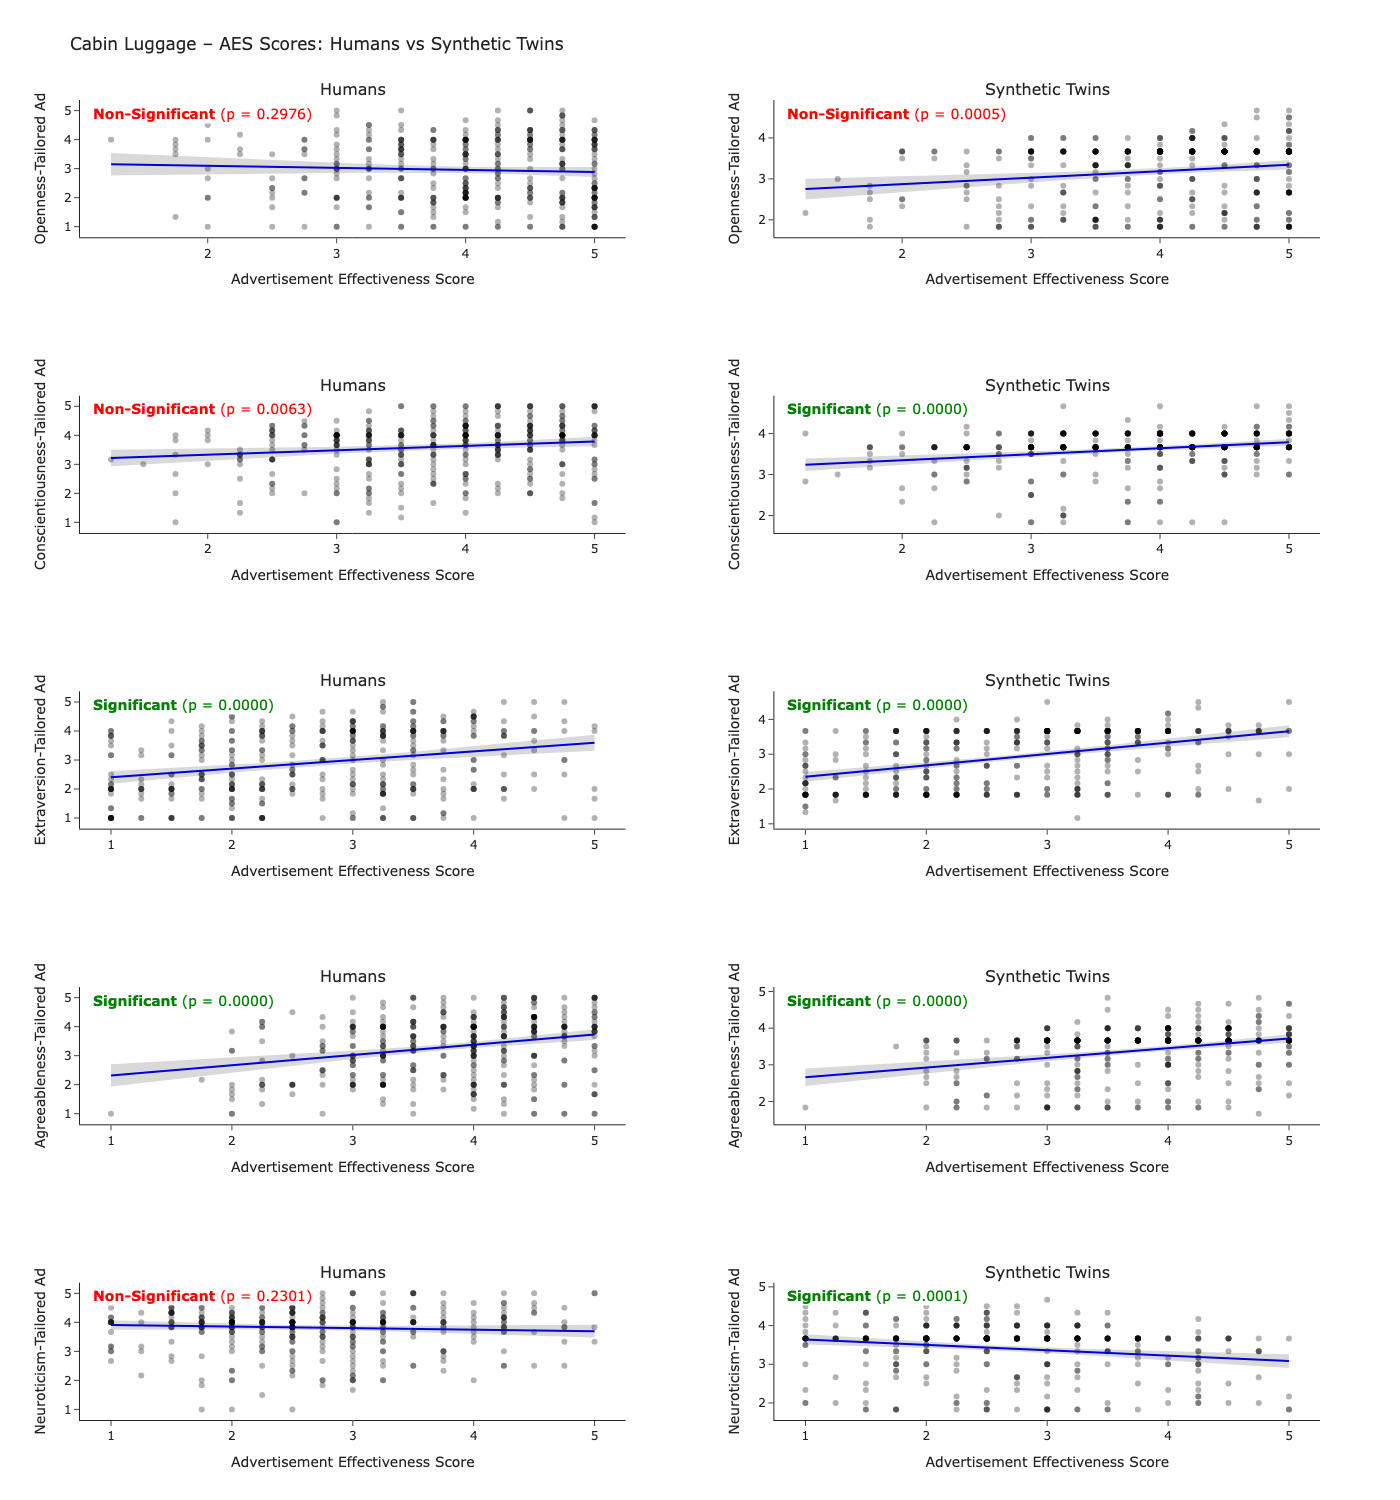 Cabin Luggage – AES Scores: Humans vs Synthetic Twins
Humans
Non-Significant (p = 0.2976)
Openness-Tailored Ad
5
4
3
2
1
2 3 4 5
Advertisement Effectiveness Score
Synthetic Twins
Non-Significant (p = 0.0005)
Openness-Tailored Ad
4
3
2
2 3 4 5
Advertisement Effectiveness Score
Humans
Non-Significant (p = 0.0063)
Conscientiousness-Tailored Ad
5
4
3
2
1
2 3 4 5
Advertisement Effectiveness Score
Synthetic Twins
Significant (p = 0.0000)
Conscientiousness-Tailored Ad
4
3
2
2 3 4 5
Advertisement Effectiveness Score
Humans
Significant (p = 0.0000)
Extraversion-Tailored Ad
5
4
3
2
1
1 2 3 4 5
Advertisement Effectiveness Score
Synthetic Twins
Significant (p = 0.0000)
Extraversion-Tailored Ad
4
3
2
1
1 2 3 4 5
Advertisement Effectiveness Score
Humans
Significant (p = 0.0000)
Agreeableness-Tailored Ad
5
4
3
2
1
1 2 3 4 5
Advertisement Effectiveness Score
Synthetic Twins
Significant (p = 0.0000)
Agreeableness-Tailored Ad
5
4
3
2
1 2 3 4 5
Advertisement Effectiveness Score
Humans
Non-Significant (p = 0.2301)
Neuroticism-Tailored Ad
5
4
3
2
1
1 2 3 4 5
Advertisement Effectiveness Score
Synthetic Twins
Significant (p = 0.0001)
Neuroticism-Tailored Ad
5
4
3
2
1 2 3 4 5
Advertisement Effectiveness Score